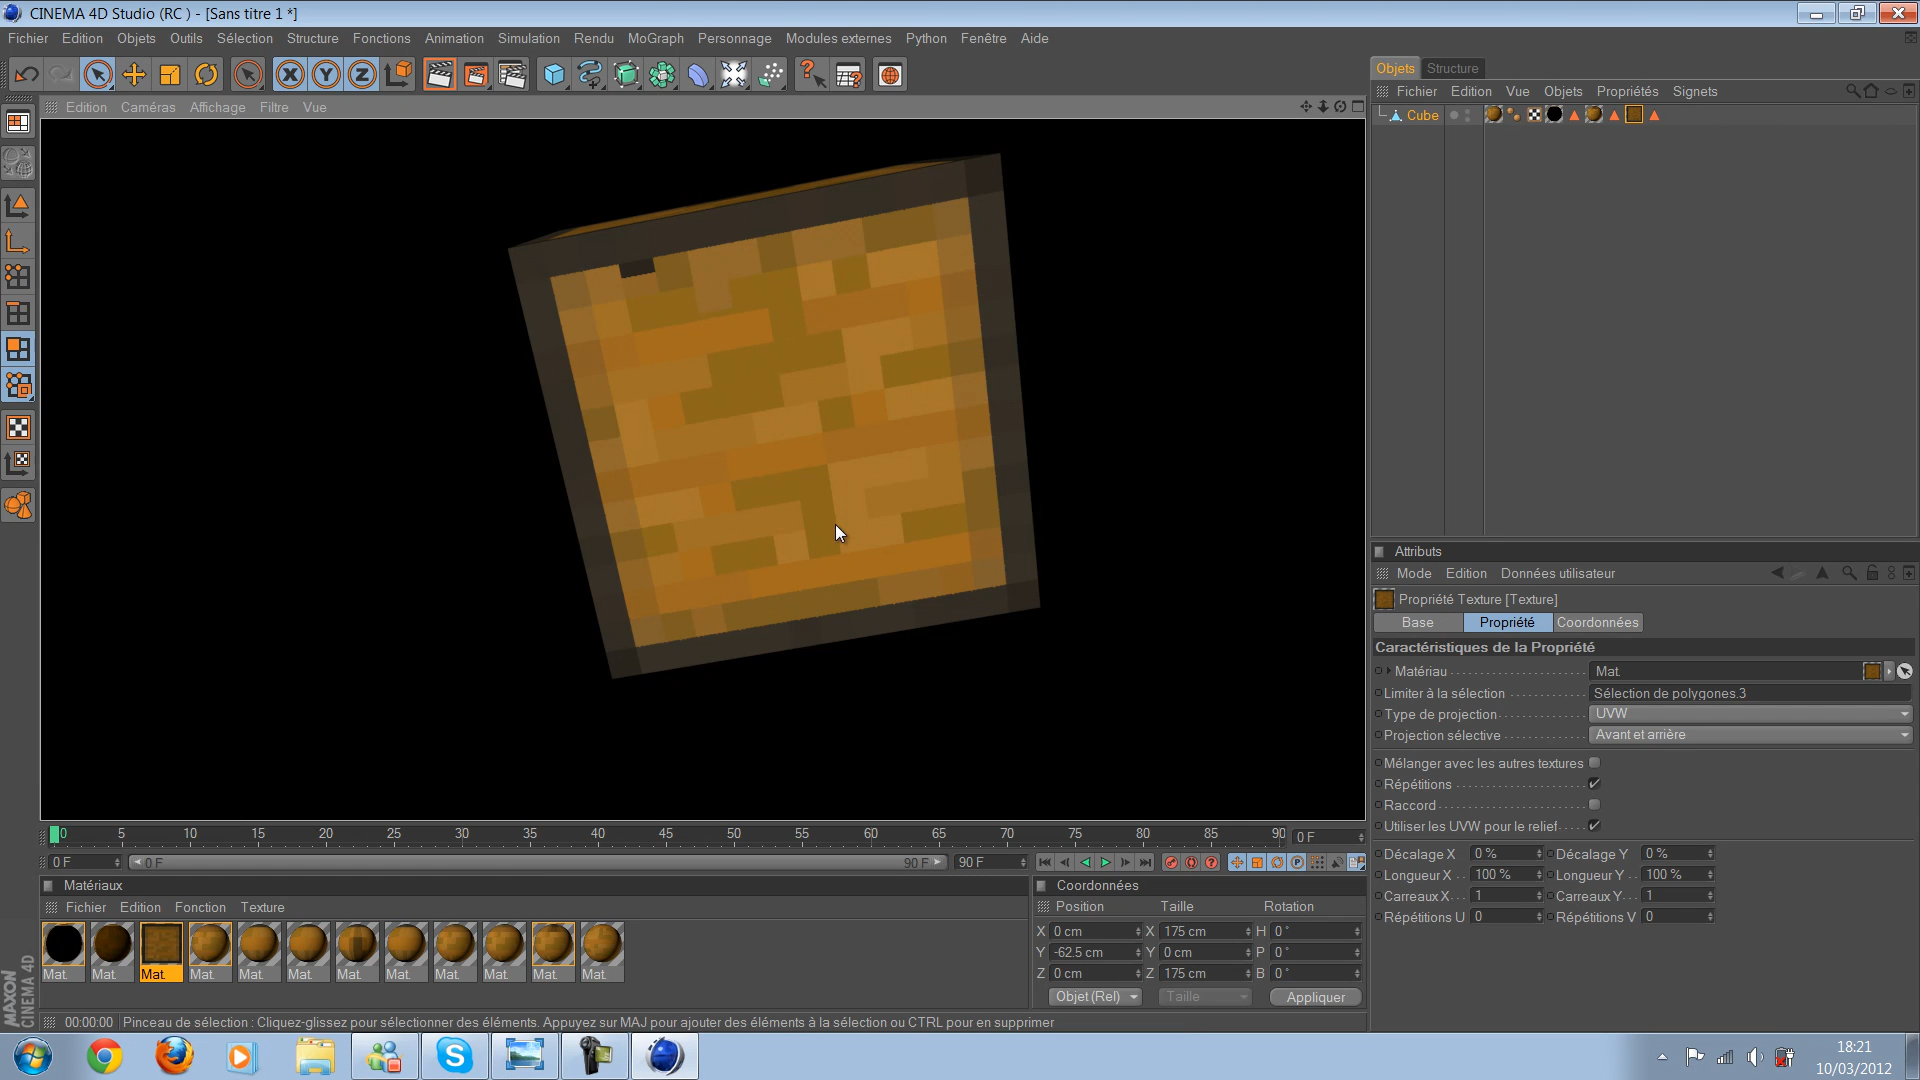 CINEMA 4D Studio (RC ) - [Sans titre 1 *]
Fichier Edition Objets Outils Sélection Structure Fonctions Animation Simulation Rendu MoGraph Personnage Modules externes Python Fenêtre Aide
Objets Structure
Fichier Edition Vue Objets Propriétés Signets
Edition Caméras Affichage Filtre Vue
Cube
Attributs
Mode Edition Données utilisateur
Propriété Texture [Texture]
Base Propriété Coordonnées
Caractéristiques de la Propriété
Matériau Mat.
Limiter à la sélection Sélection de polygones.3
Type de projection UVW
Projection sélective Avant et arrière
Mélanger avec les autres textures
Répétitions
Raccord
Utiliser les UVW pour le relief
Décalage X 0 % Décalage Y 0 %
Longueur X 100 % Longueur Y 100 %
Carreaux X 1 Carreaux Y 1
Répétitions U 0 Répétitions V 0
0 5 10 15 20 25 30 35 40 45 50 55 60 65 70 75 80 85 90 0 F
0 F 0 F 90 F 90 F
Matériaux
Fichier Edition Fonction Texture
Mat. Mat. Mat. Mat. Mat. Mat. Mat. Mat. Mat. Mat. Mat. Mat.
Coordonnées
Position Taille Rotation
X 0 cm X 175 cm H 0 °
Y -62.5 cm Y 0 cm P 0 °
Z 0 cm Z 175 cm B 0 °
Objet (Rel) Taille Appliquer
MAXON
CINEMA 4D
00:00:00 Pinceau de sélection : Cliquez-glissez pour sélectionner des éléments. Appuyez sur MAJ pour ajouter des éléments à la sélection ou CTRL pour en supprimer
18:21
10/03/2012